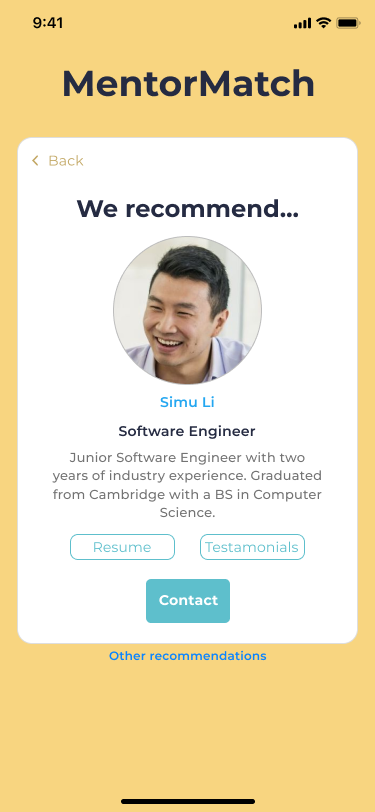 9:41
MentorMatch
Back
We recommend...
Simu Li
Software Engineer
Junior Software Engineer with two
years of industry experience. Graduated
from Cambridge with a BS in Computer
Science.
Resume
Testamonials
Contact
Other recommendations